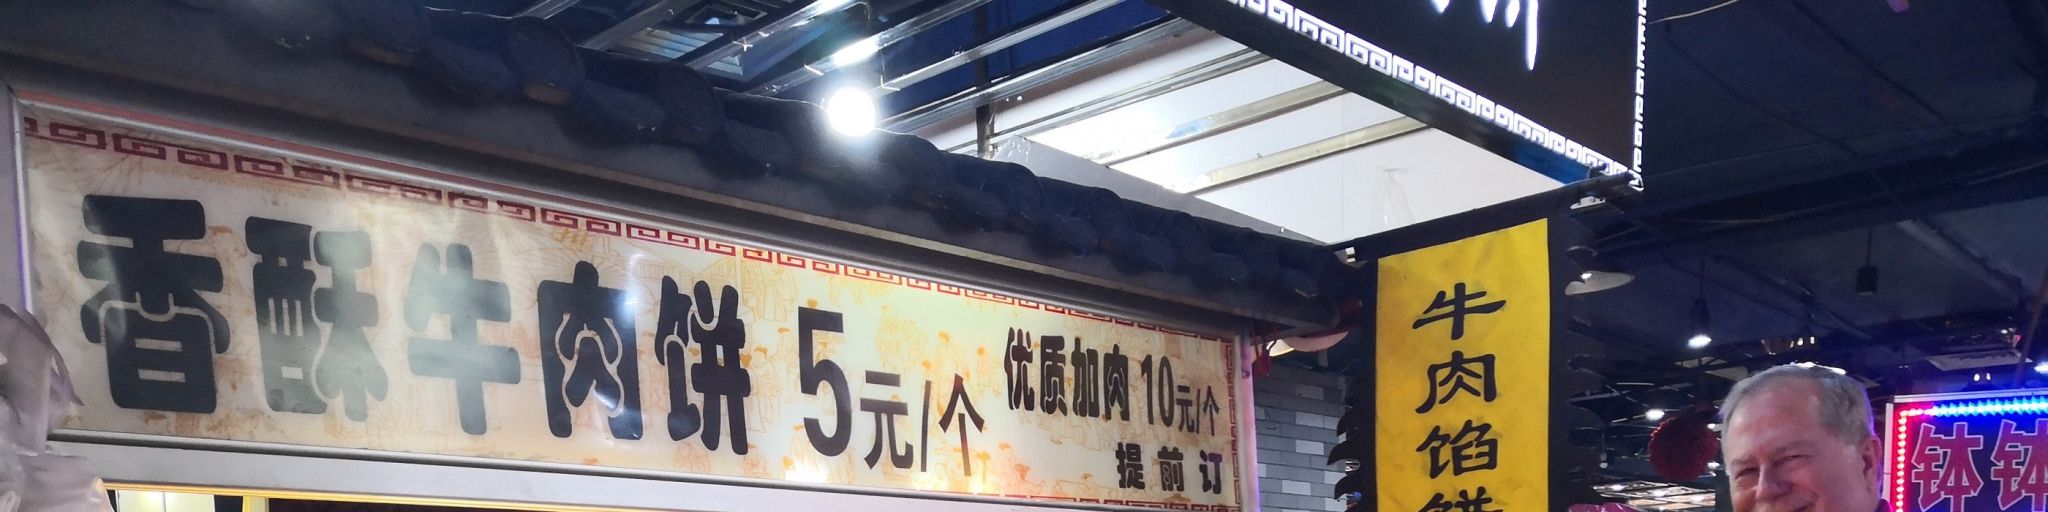 香酥牛肉饼 5元/个
优质加肉 10元/个
提前订
牛肉馅饼
钵钵